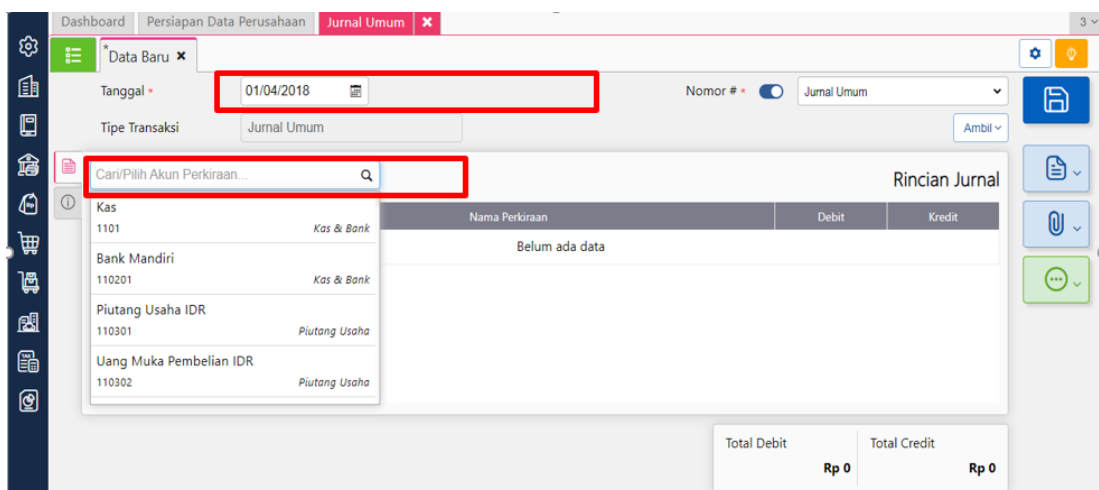 Dashboard Persiapan Data Perusahaan Jurnal Umum ✖ 3
*Data Baru ✖
Tanggal * 01/04/2018 Nomor # * Jurnal Umum
Tipe Transaksi Jurnal Umum Ambil
Cari/Pilih Akun Perkiraan... Rincian Jurnal
Nama Perkiraan Debit Kredit
Belum ada data
Kas
1101 Kas & Bank
Bank Mandiri
110201 Kas & Bank
Piutang Usaha IDR
110301 Piutang Usaha
Uang Muka Pembelian IDR
110302 Piutang Usaha
Total Debit Total Credit
Rp 0 Rp 0